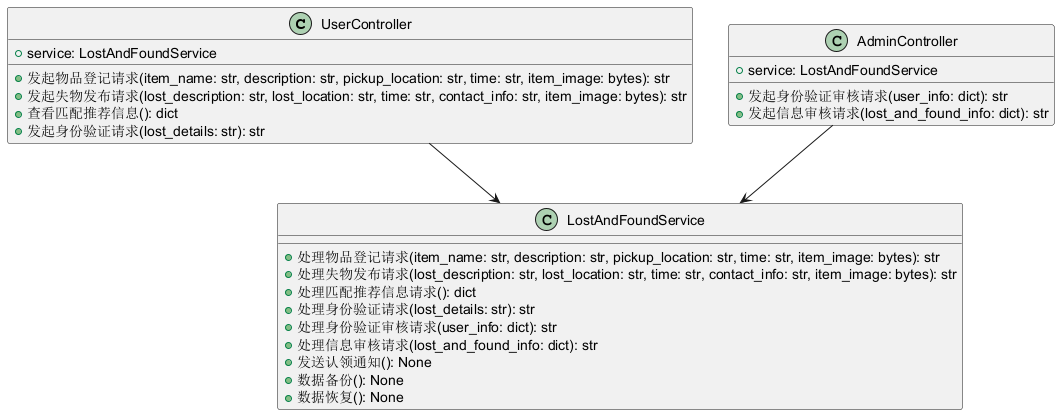 C UserController
service: LostAndFoundService
发起物品登记请求(item_name: str, description: str, pickup_location: str, time: str, item_image: bytes): str
发起失物发布请求(lost_description: str, lost_location: str, time: str, contact_info: str, item_image: bytes): str
查看匹配推荐信息(): dict
发起身份验证请求(lost_details: str): str
C AdminController
service: LostAndFoundService
发起身份验证审核请求(user_info: dict): str
发起信息审核请求(lost_and_found_info: dict): str
C LostAndFoundService
处理物品登记请求(item_name: str, description: str, pickup_location: str, time: str, item_image: bytes): str
处理失物发布请求(lost_description: str, lost_location: str, time: str, contact_info: str, item_image: bytes): str
处理匹配推荐信息请求(): dict
处理身份验证请求(lost_details: str): str
处理身份验证审核请求(user_info: dict): str
处理信息审核请求(lost_and_found_info: dict): str
发送认领通知(): None
数据备份(): None
数据恢复(): None